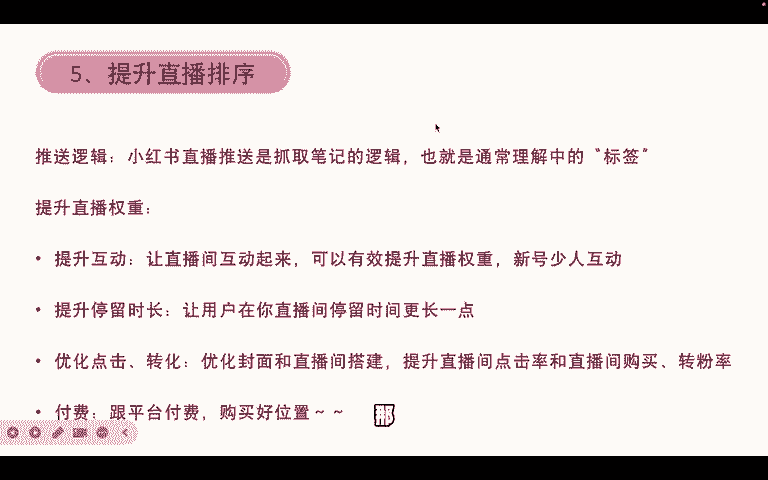 5、提升直播排序
推送逻辑：小红书直播推送是抓取笔记的逻辑，也就是通常理解中的“标签”
提升直播权重：
• 提升互动：让直播间互动起来，可以有效提升直播权重，新号少人互动
• 提升停留时长：让用户在你直播间停留时间更长一点
• 优化点击、转化：优化封面和直播间搭建，提升直播间点击率和直播间购买、转粉率
• 付费：跟平台付费，购买好位置~ ~
那